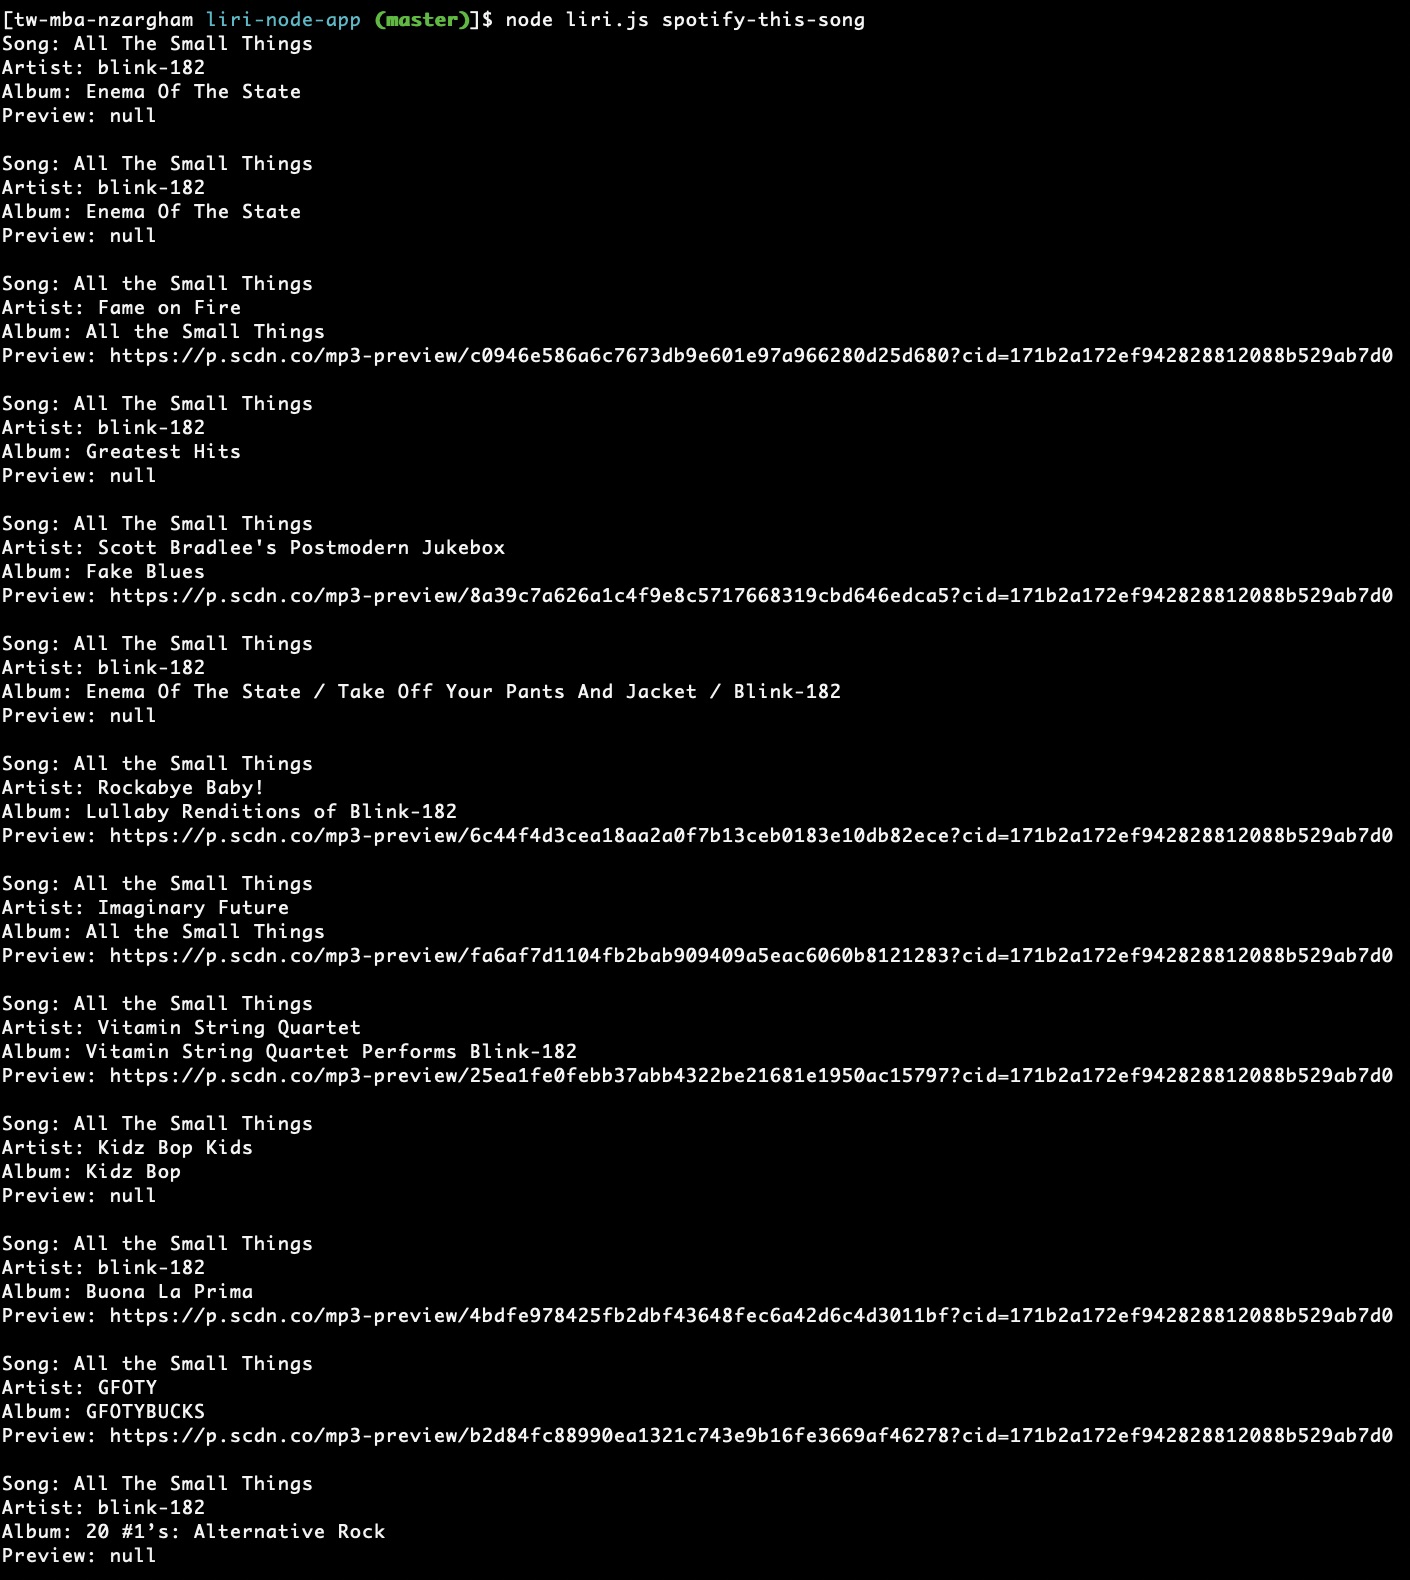 [tw-mba-nzargham liri-node-app (master)]$ node liri.js spotify-this-song
Song: All The Small Things
Artist: blink-182
Album: Enema Of The State
Preview: null
Song: All The Small Things
Artist: blink-182
Album: Enema Of The State
Preview: null
Song: All the Small Things
Artist: Fame on Fire
Album: All the Small Things
Preview: https://p.scdn.co/mp3-preview/c0946e586a6c7673db9e601e97a966280d25d680?cid=171b2a172ef942828812088b529ab7d0
Song: All The Small Things
Artist: blink-182
Album: Greatest Hits
Preview: null
Song: All The Small Things
Artist: Scott Bradlee's Postmodern Jukebox
Album: Fake Blues
Preview: https://p.scdn.co/mp3-preview/8a39c7a626a1c4f9e8c5717668319cbd646edca5?cid=171b2a172ef942828812088b529ab7d0
Song: All The Small Things
Artist: blink-182
Album: Enema Of The State / Take Off Your Pants And Jacket / Blink-182
Preview: null
Song: All the Small Things
Artist: Rockabye Baby!
Album: Lullaby Renditions of Blink-182
Preview: https://p.scdn.co/mp3-preview/6c44f4d3cea18aa2a0f7b13ceb0183e10db82ece?cid=171b2a172ef942828812088b529ab7d0
Song: All the Small Things
Artist: Imaginary Future
Album: All the Small Things
Preview: https://p.scdn.co/mp3-preview/fa6af7d1104fb2bab909409a5eac6060b8121283?cid=171b2a172ef942828812088b529ab7d0
Song: All the Small Things
Artist: Vitamin String Quartet
Album: Vitamin String Quartet Performs Blink-182
Preview: https://p.scdn.co/mp3-preview/25ea1fe0febb37abb4322be21681e1950ac15797?cid=171b2a172ef942828812088b529ab7d0
Song: All The Small Things
Artist: Kidz Bop Kids
Album: Kidz Bop
Preview: null
Song: All the Small Things
Artist: blink-182
Album: Buona La Prima
Preview: https://p.scdn.co/mp3-preview/4bdfe978425fb2dbf43648fec6a42d6c4d3011bf?cid=171b2a172ef942828812088b529ab7d0
Song: All the Small Things
Artist: GFOTY
Album: GFOTYBUCKS
Preview: https://p.scdn.co/mp3-preview/b2d84fc88990ea1321c743e9b16fe3669af46278?cid=171b2a172ef942828812088b529ab7d0
Song: All The Small Things
Artist: blink-182
Album: 20 #1’s: Alternative Rock
Preview: null